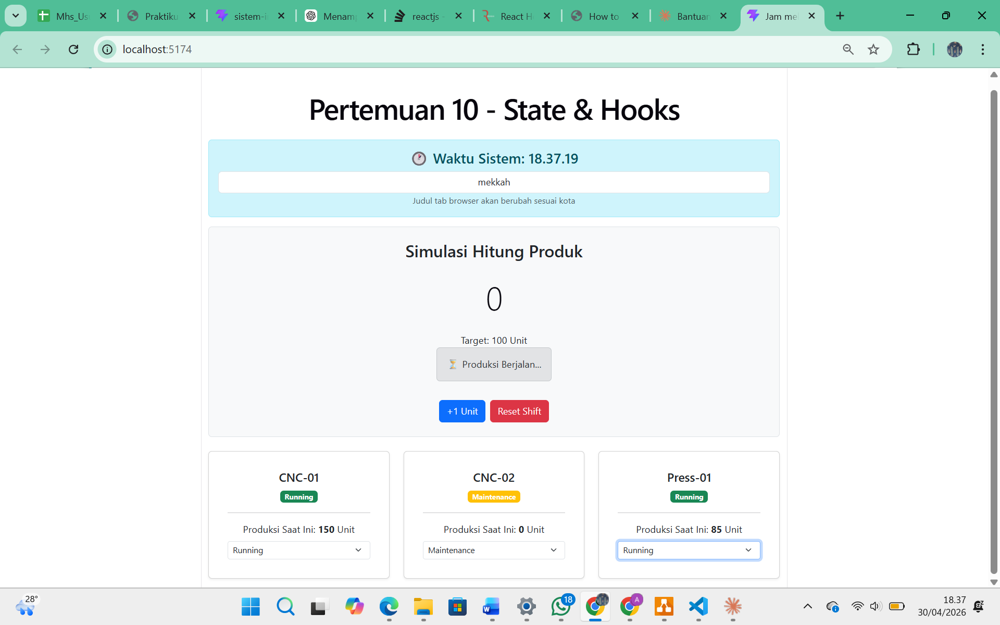 Mhs_Us
Praktiku
sistem-i
Menam
reactjs -
React H
How to
Bantuan
Jam me
localhost:5174
Pertemuan 10 - State & Hooks
Waktu Sistem: 18.37.19
mekkah
Judul tab browser akan berubah sesuai kota
Simulasi Hitung Produk
0
Target: 100 Unit
Produksi Berjalan...
+1 Unit
Reset Shift
CNC-01
Running
Produksi Saat Ini: 150 Unit
Running
CNC-02
Maintenance
Produksi Saat Ini: 0 Unit
Maintenance
Press-01
Running
Produksi Saat Ini: 85 Unit
Running
28°
W
18
A
18.37
30/04/2026